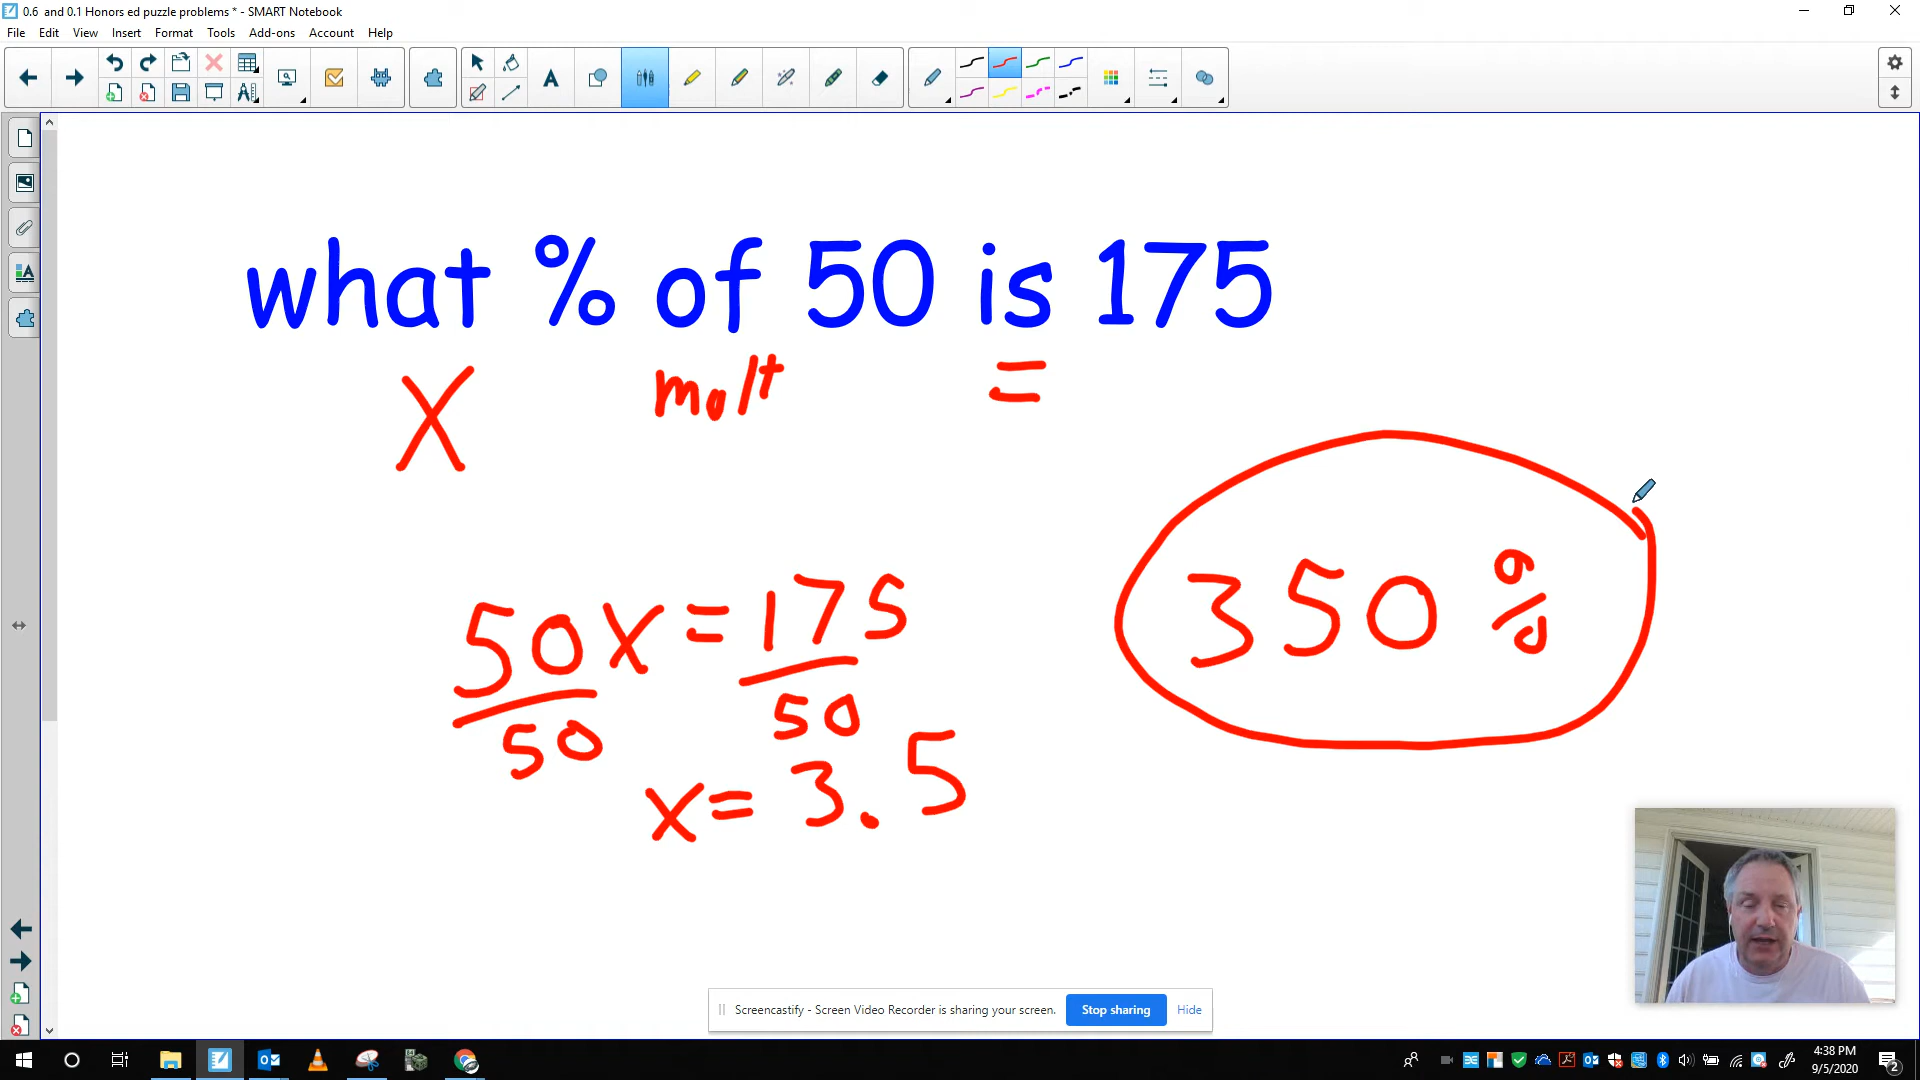 0.6 and 0.1 Honors ed puzzle problems * - SMART Notebook
File Edit View Insert Format Tools Add-ons Account Help
what % of 50 is 175
X mult =
50x = 175
50 50
x = 3.5
350 %
Screencastify - Screen Video Recorder is sharing your screen. Stop sharing Hide
4:38 PM
9/5/2020
2